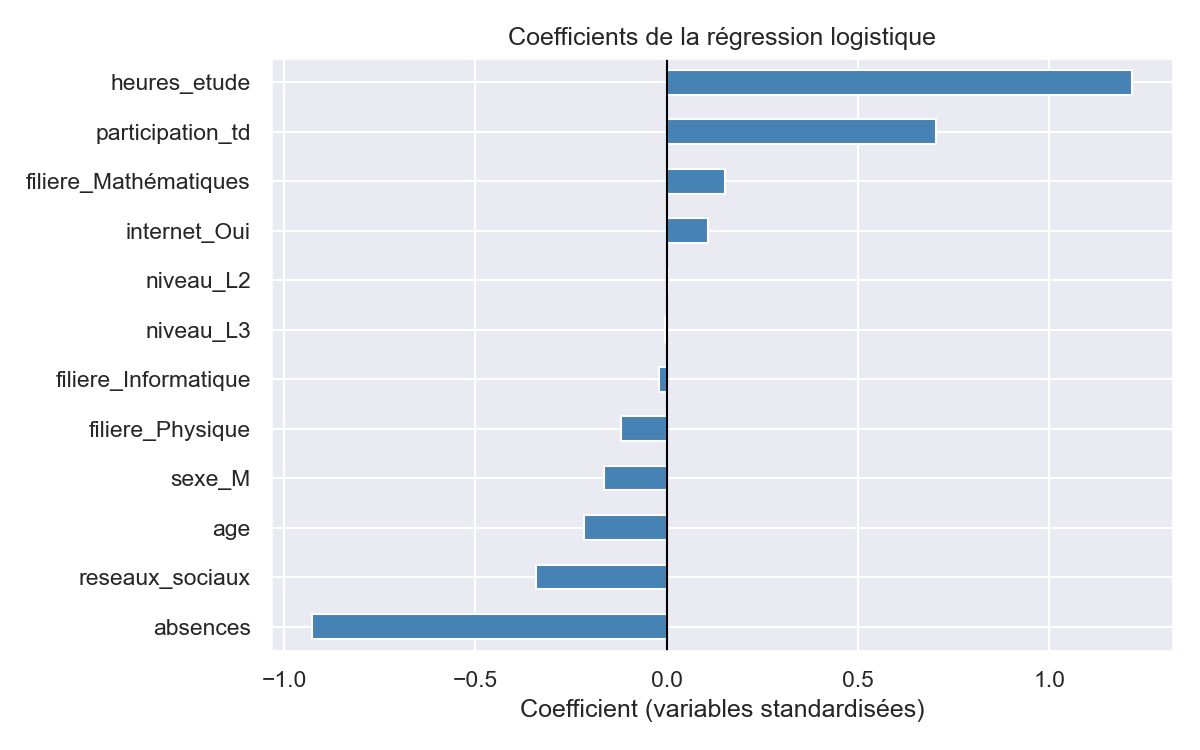 Coefficients de la régression logistique
heures_etude
participation_td
filiere_Mathématiques
internet_Oui
niveau_L2
niveau_L3
filiere_Informatique
filiere_Physique
sexe_M
age
reseaux_sociaux
absences
−1.0 −0.5 0.0 0.5 1.0
Coefficient (variables standardisées)